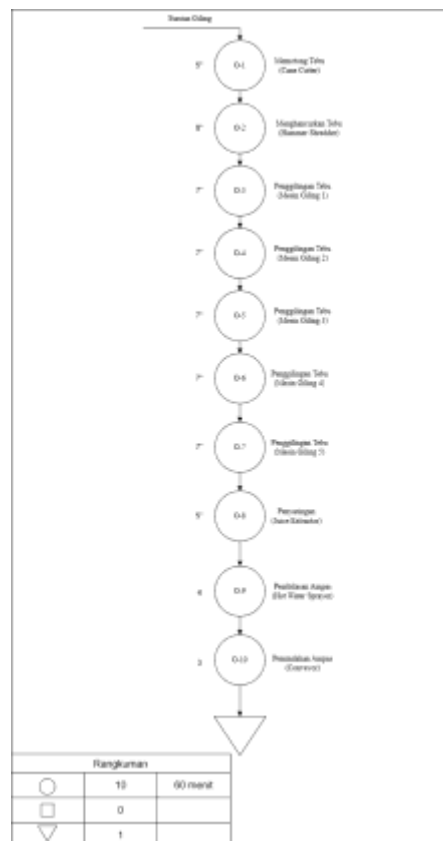 Stasiun Giling
5"
O-1
Memotong Tebu
(Cane Cutter)
8"
O-2
Menghancurkan Tebu
(Hammer Shredder)
7"
O-3
Penggilingan Tebu
(Mesin Giling 1)
7"
O-4
Penggilingan Tebu
(Mesin Giling 2)
7"
O-5
Penggilingan Tebu
(Mesin Giling 3)
7"
O-6
Penggilingan Tebu
(Mesin Giling 4)
7"
O-7
Penggilingan Tebu
(Mesin Giling 5)
5"
O-8
Penyaringan
(Juice Extractor)
4
O-9
Pembilasan Ampas
(Hot Water Sprayer)
3
O-10
Pemindahan Ampas
(Conveyor)
Rangkuman
10
60 menit
0
1